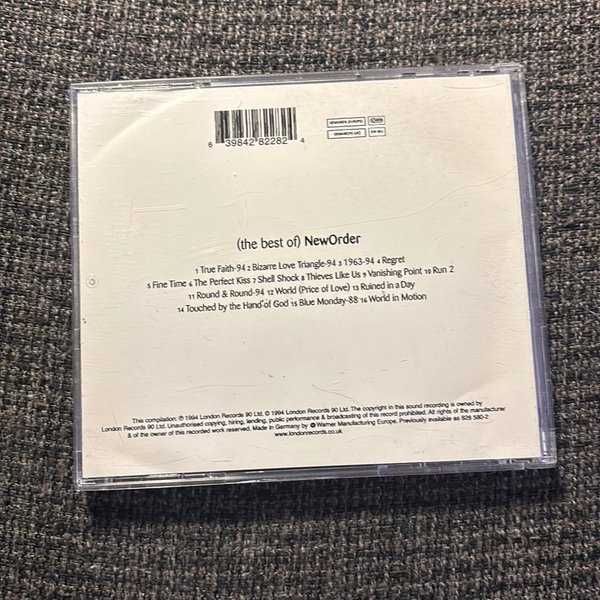 6 39842 82282 4
(the best of) NewOrder
1 True Faith-94 2 Bizarre Love Triangle-94 3 1963-94 4 Regret
5 Fine Time 6 The Perfect Kiss 7 Shell Shock 8 Thieves Like Us 9 Vanishing Point 10 Run 2
11 Round & Round-94 12 World (Price of Love) 13 Ruined in a Day
14 Touched by the Hand of God 15 Blue Monday-88 16 World in Motion
This compilation: ℗ 1994 London Records 90 Ltd. © 1994 London Records 90 Ltd. The copyright in this sound recording is owned by
London Records 90 Ltd. Unauthorised copying, hiring, lending, public performance & broadcasting of this record prohibited. All rights of the manufacturer
& of the owner of this recorded work reserved. Made in Germany by Warner Manufacturing Europe. Previously available as 828 580-2
www.londonrecords.co.uk